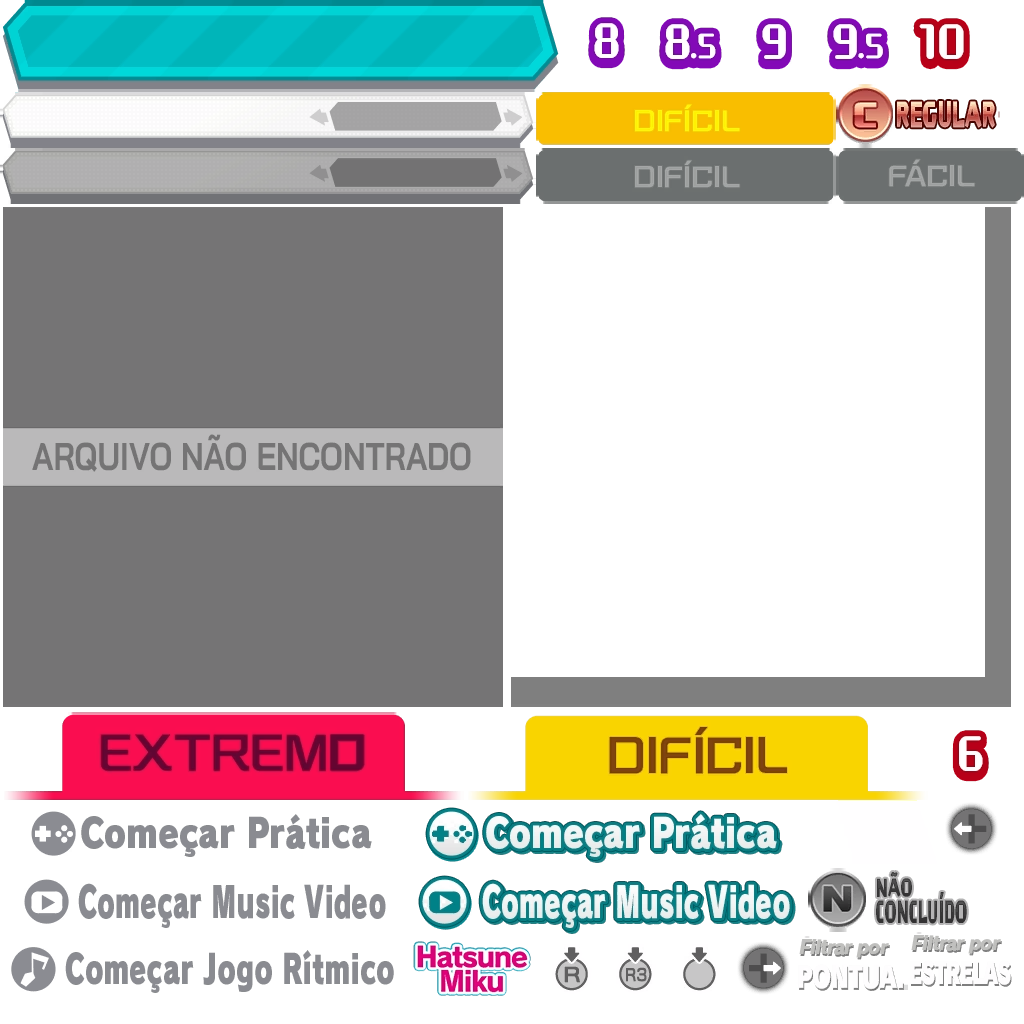 8 8.5 9 9.5 10
DIFÍCIL
C REGULAR
DIFÍCIL
FÁCIL
ARQUIVO NÃO ENCONTRADO
EXTREMO
DIFÍCIL
6
Começar Prática
Começar Prática
Começar Music Video
Começar Music Video
N NÃO
CONCLUÍDO
Começar Jogo Rítmico
Hatsune
Miku
R
R3
Filtrar por
PONTUA.
Filtrar por
ESTRELAS